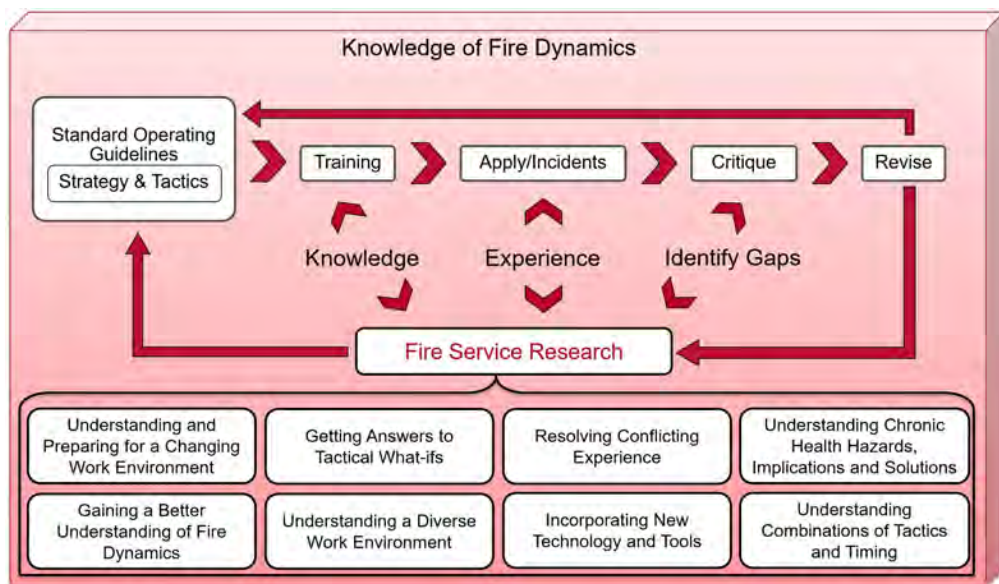 Knowledge of Fire Dynamics
Standard Operating
Guidelines
Strategy & Tactics
Training
Apply/Incidents
Critique
Revise
Knowledge
Experience
Identify Gaps
Fire Service Research
Understanding and
Preparing for a Changing
Work Environment
Getting Answers to
Tactical What-ifs
Resolving Conflicting
Experience
Understanding Chronic
Health Hazards,
Implications and Solutions
Gaining a Better
Understanding of Fire
Dynamics
Understanding a Diverse
Work Environment
Incorporating New
Technology and Tools
Understanding
Combinations of Tactics
and Timing